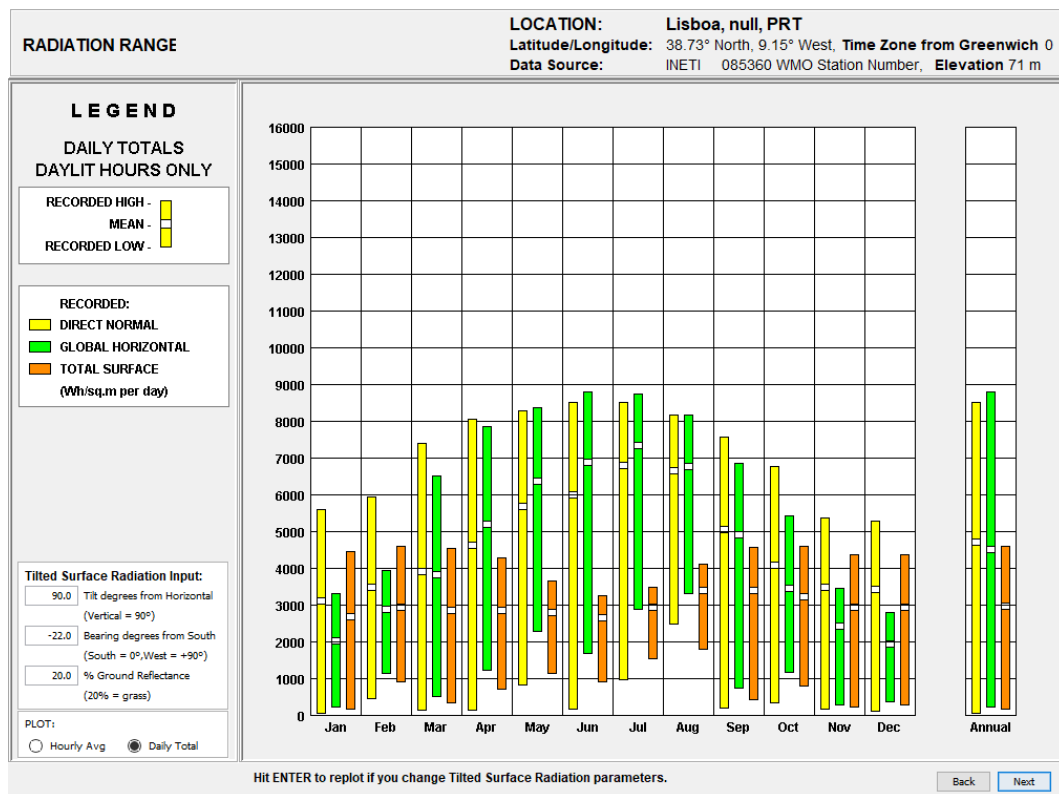 RADIATION RANGE
LOCATION: Lisboa, null, PRT
Latitude/Longitude: 38.73° North, 9.15° West, Time Zone from Greenwich 0
Data Source: INETI 085360 WMO Station Number, Elevation 71 m
LEGEND
DAILY TOTALS
DAYLIT HOURS ONLY
RECORDED HIGH -
MEAN -
RECORDED LOW -
RECORDED:
DIRECT NORMAL
GLOBAL HORIZONTAL
TOTAL SURFACE
(Wh/sq.m per day)
Tilted Surface Radiation Input:
90.0 Tilt degrees from Horizontal
(Vertical = 90º)
-22.0 Bearing degrees from South
(South = 0º,West = +90º)
20.0 % Ground Reflectance
(20% = grass)
PLOT:
Hourly Avg Daily Total
16000
15000
14000
13000
12000
11000
10000
9000
8000
7000
6000
5000
4000
3000
2000
1000
0
Jan Feb Mar Apr May Jun Jul Aug Sep Oct Nov Dec Annual
Hit ENTER to replot if you change Tilted Surface Radiation parameters.
Back Next